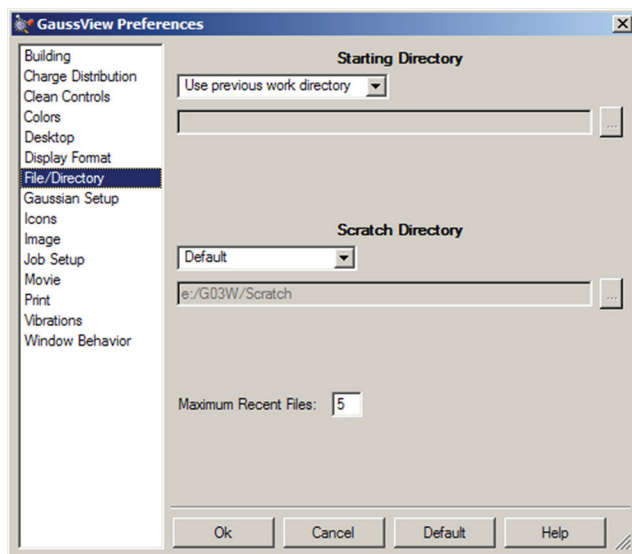 GaussView Preferences
Building
Charge Distribution
Clean Controls
Colors
Desktop
Display Format
File/Directory
Gaussian Setup
Icons
Image
Job Setup
Movie
Print
Vibrations
Window Behavior
Starting Directory
Use previous work directory
...
Scratch Directory
Default
e:/G03W/Scratch
...
Maximum Recent Files: 5
Ok Cancel Default Help